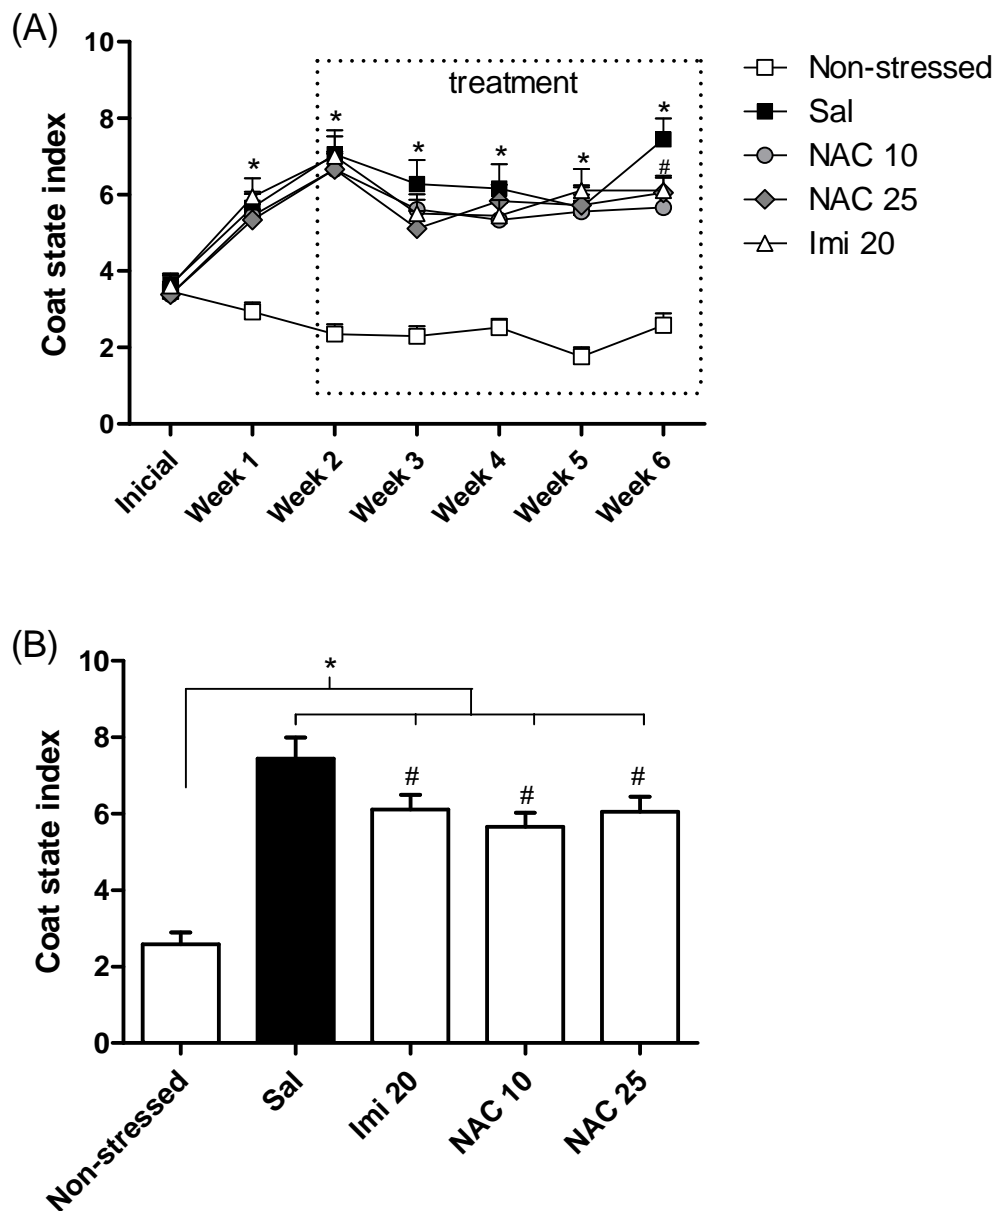 (A)
10
8
6
4
2
0
Coat state index
treatment
*
*
*
*
*
*
#
Inicial
Week 1
Week 2
Week 3
Week 4
Week 5
Week 6
Non-stressed
Sal
NAC 10
NAC 25
Imi 20
(B)
10
8
6
4
2
0
Coat state index
*
#
#
#
Non-stressed
Sal
Imi 20
NAC 10
NAC 25